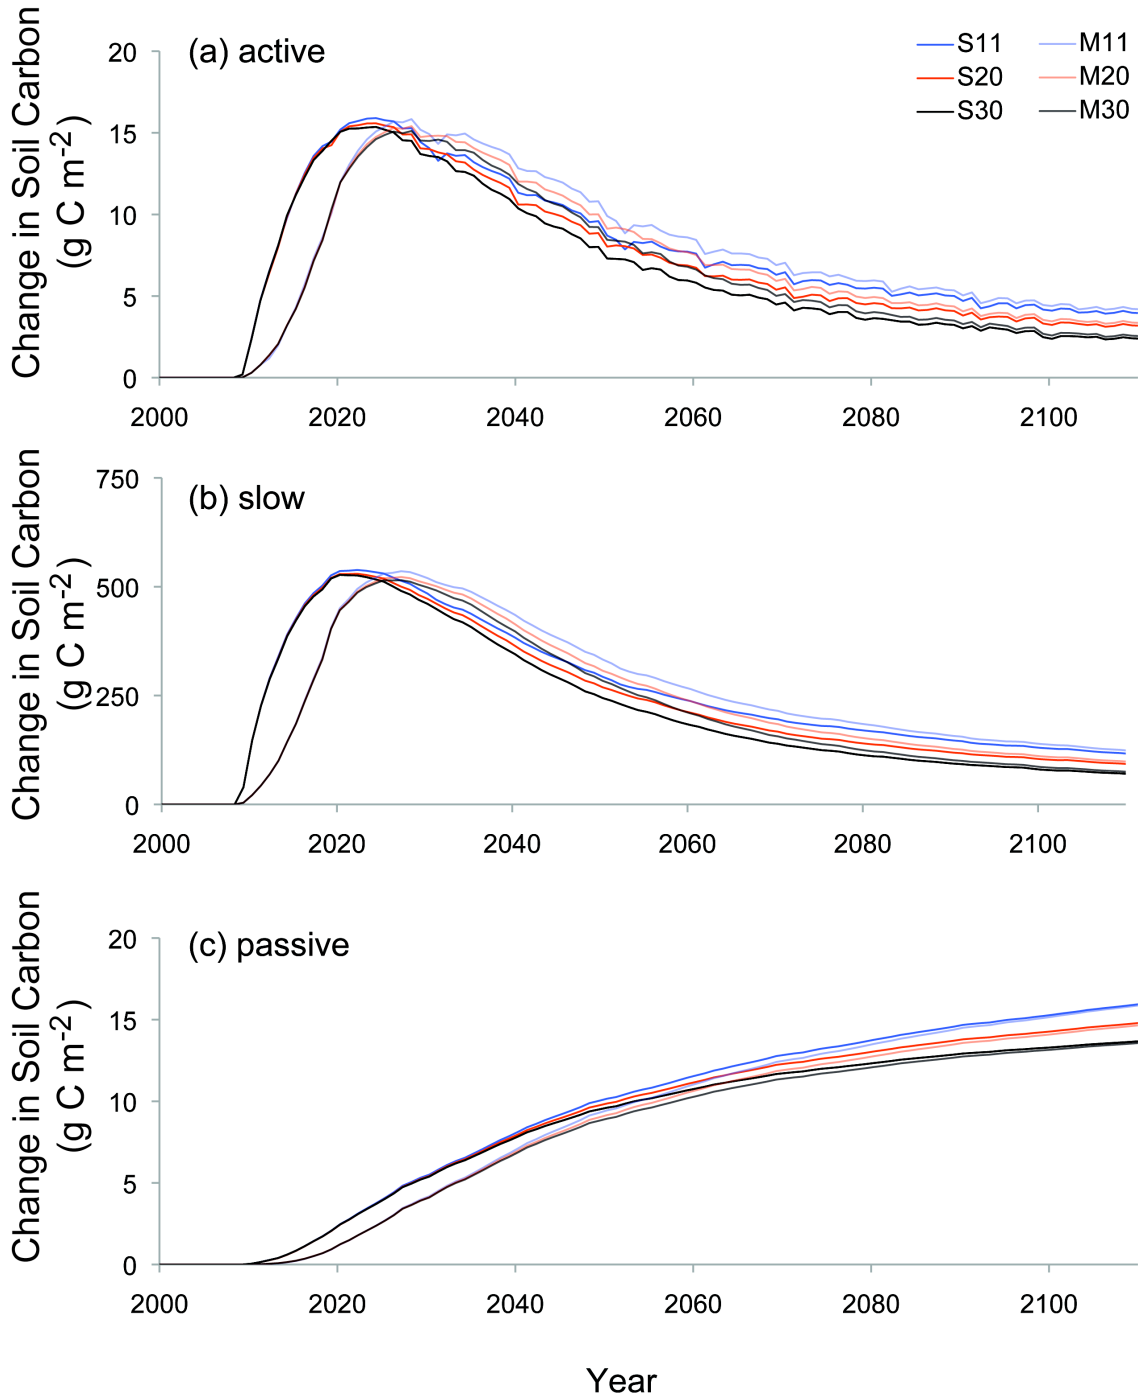 (a) active
S11 M11
S20 M20
S30 M30
Change in Soil Carbon
(g C m⁻²)
20
15
10
5
0
2000 2020 2040 2060 2080 2100
(b) slow
Change in Soil Carbon
(g C m⁻²)
750
500
250
0
2000 2020 2040 2060 2080 2100
(c) passive
Change in Soil Carbon
(g C m⁻²)
20
15
10
5
0
2000 2020 2040 2060 2080 2100
Year